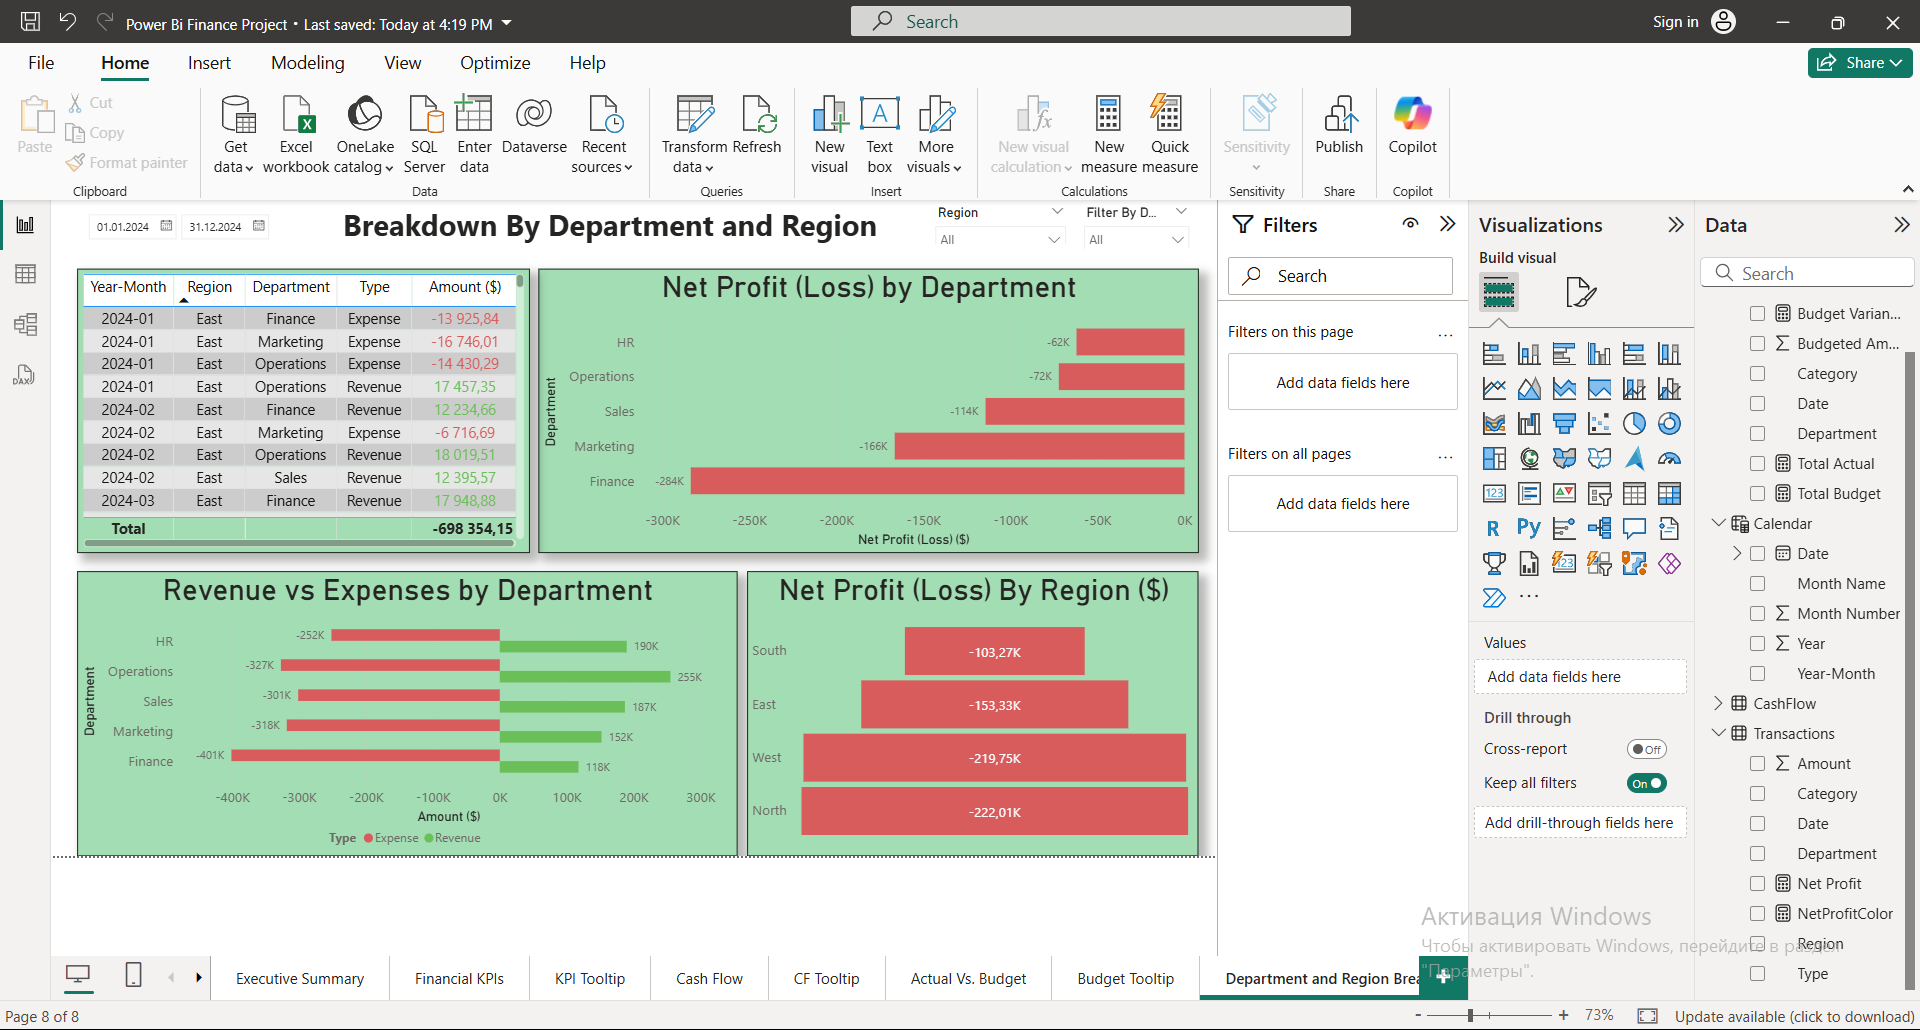 Power Bi Finance Project • Last saved: Today at 4:19 PM
Search
Sign in
File
Home
Insert
Modeling
View
Optimize
Help
Share
Paste
Cut
Copy
Format painter
Clipboard
Get data
Excel workbook
OneLake catalog
SQL Server
Enter data
Dataverse
Recent sources
Data
Transform data
Refresh
Queries
New visual
Text box
More visuals
Insert
New visual calculation
New measure
Quick measure
Calculations
Sensitivity
Sensitivity
Publish
Share
Copilot
Copilot
01.01.2024
31.12.2024
Breakdown By Department and Region
Region
All
Filter By D...
All
Year-Month Region Department Type Amount ($)
2024-01 East Finance Expense -13 925,84
2024-01 East Marketing Expense -16 746,01
2024-01 East Operations Expense -14 430,29
2024-01 East Operations Revenue 17 457,35
2024-02 East Finance Revenue 12 234,66
2024-02 East Marketing Expense -6 716,69
2024-02 East Operations Revenue 18 019,51
2024-02 East Sales Revenue 12 395,57
2024-03 East Finance Revenue 17 948,88
Total -698 354,15
Net Profit (Loss) by Department
Department
HR -62K
Operations -72K
Sales -114K
Marketing -166K
Finance -284K
-300K -250K -200K -150K -100K -50K 0K
Net Profit (Loss) ($)
Revenue vs Expenses by Department
Department
HR -252K 190K
Operations -327K 255K
Sales -301K 187K
Marketing -318K 152K
Finance -401K 118K
-400K -300K -200K -100K 0K 100K 200K 300K
Amount ($)
Type Expense Revenue
Net Profit (Loss) By Region ($)
South -103,27K
East -153,33K
West -219,75K
North -222,01K
Filters
Search
Filters on this page
...
Add data fields here
Filters on all pages
...
Add data fields here
Visualizations
Build visual
123
R
Py
123
...
Values
Add data fields here
Drill through
Cross-report
Off
Keep all filters
On
Add drill-through fields here
Data
Search
Budget Varian...
Budgeted Am...
Category
Date
Department
Total Actual
Total Budget
Calendar
Date
Month Name
Month Number
Year
Year-Month
CashFlow
Transactions
Amount
Category
Date
Department
Net Profit
NetProfitColor
Region
Type
DAX
Активация Windows
Чтобы активировать Windows, перейдите в раздел
"Параметры".
Executive Summary
Financial KPIs
KPI Tooltip
Cash Flow
CF Tooltip
Actual Vs. Budget
Budget Tooltip
Department and Region Brea
+
Page 8 of 8
- + 73%
Update available (click to download)